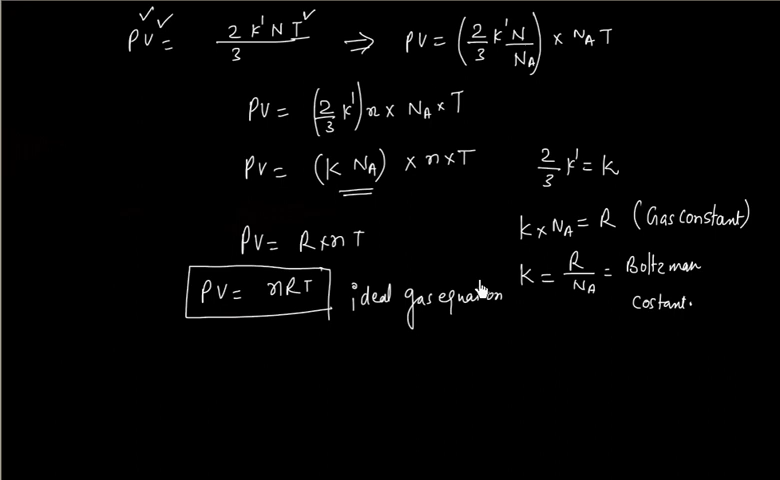 PV = 2 K' N T / 3 ⇒ PV = (2/3 K' N/N_A) × N_A T
PV = (2/3 K') n × N_A × T
PV = (K N_A) × n × T
2/3 K' = K
K × N_A = R (Gas constant)
PV = R × n T
K = R/N_A = Boltzman
costant.
PV = nRT ideal gas equation